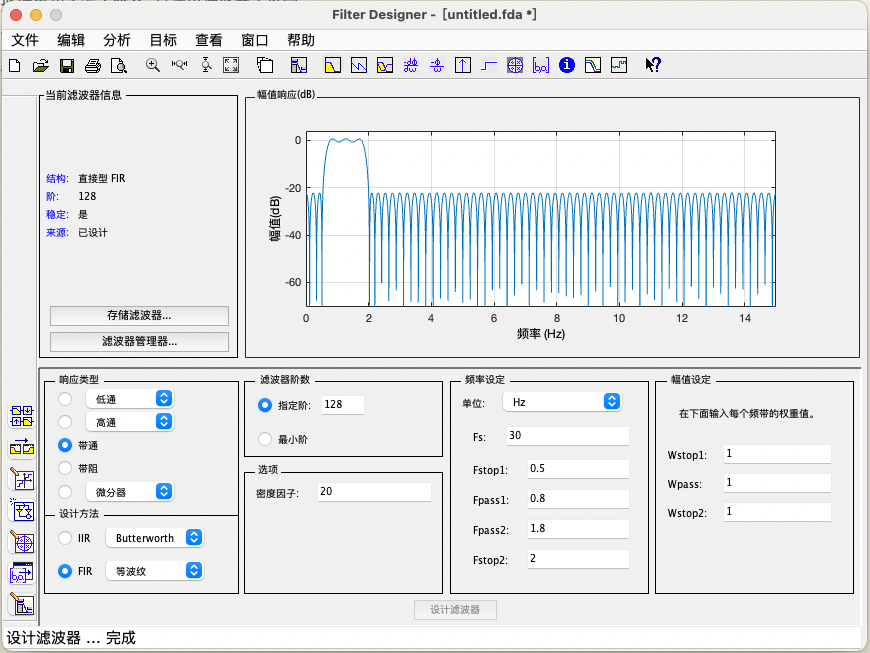 Filter Designer - [untitled.fda *]
文件 编辑 分析 目标 查看 窗口 帮助
当前滤波器信息
结构: 直接型 FIR
阶: 128
稳定: 是
来源: 已设计
存储滤波器...
滤波器管理器...
幅值响应(dB)
0
-20
-40
-60
幅值(dB)
0 2 4 6 8 10 12 14
频率 (Hz)
响应类型
低通
高通
带通
带阻
微分器
设计方法
IIR Butterworth
FIR 等波纹
滤波器阶数
指定阶: 128
最小阶
选项
密度因子: 20
频率设定
单位: Hz
Fs: 30
Fstop1: 0.5
Fpass1: 0.8
Fpass2: 1.8
Fstop2: 2
幅值设定
在下面输入每个频带的权重值。
Wstop1: 1
Wpass: 1
Wstop2: 1
设计滤波器
设计滤波器 ... 完成